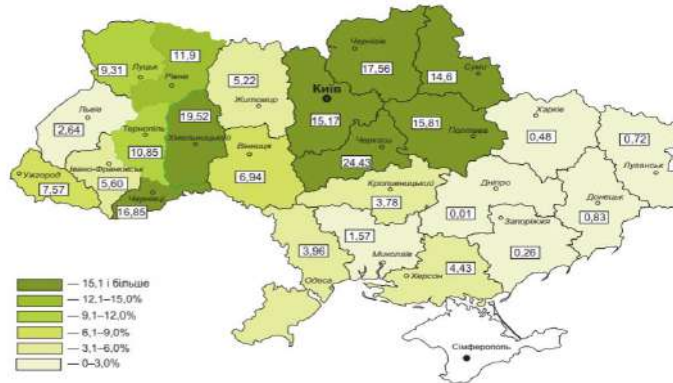 Чернігів
11,9
17,56
Суми
9,31
Луцьк
14,6
Рівне
5,22
Київ
Житомир
Львів
19,52
15,17
15,81
Харків
2,64
Тернопіль
Хмельницький
Черкаси
Полтава
0,48
0,72
10,85
Вінниця
Івано-Франківськ
24,43
Луганськ
Ужгород
6,94
7,57
5,60
Чернівці
Кропивницький
Дніпро
Донецьк
16,85
3,78
0,01
Запоріжжя
0,83
1,57
3,96
Миколаїв
0,26
Одеса
Херсон
4,43
— 15,1 і більше
— 12,1–15,0%
— 9,1–12,0%
— 6,1–9,0%
— 3,1–6,0%
— 0–3,0%
Сімферополь